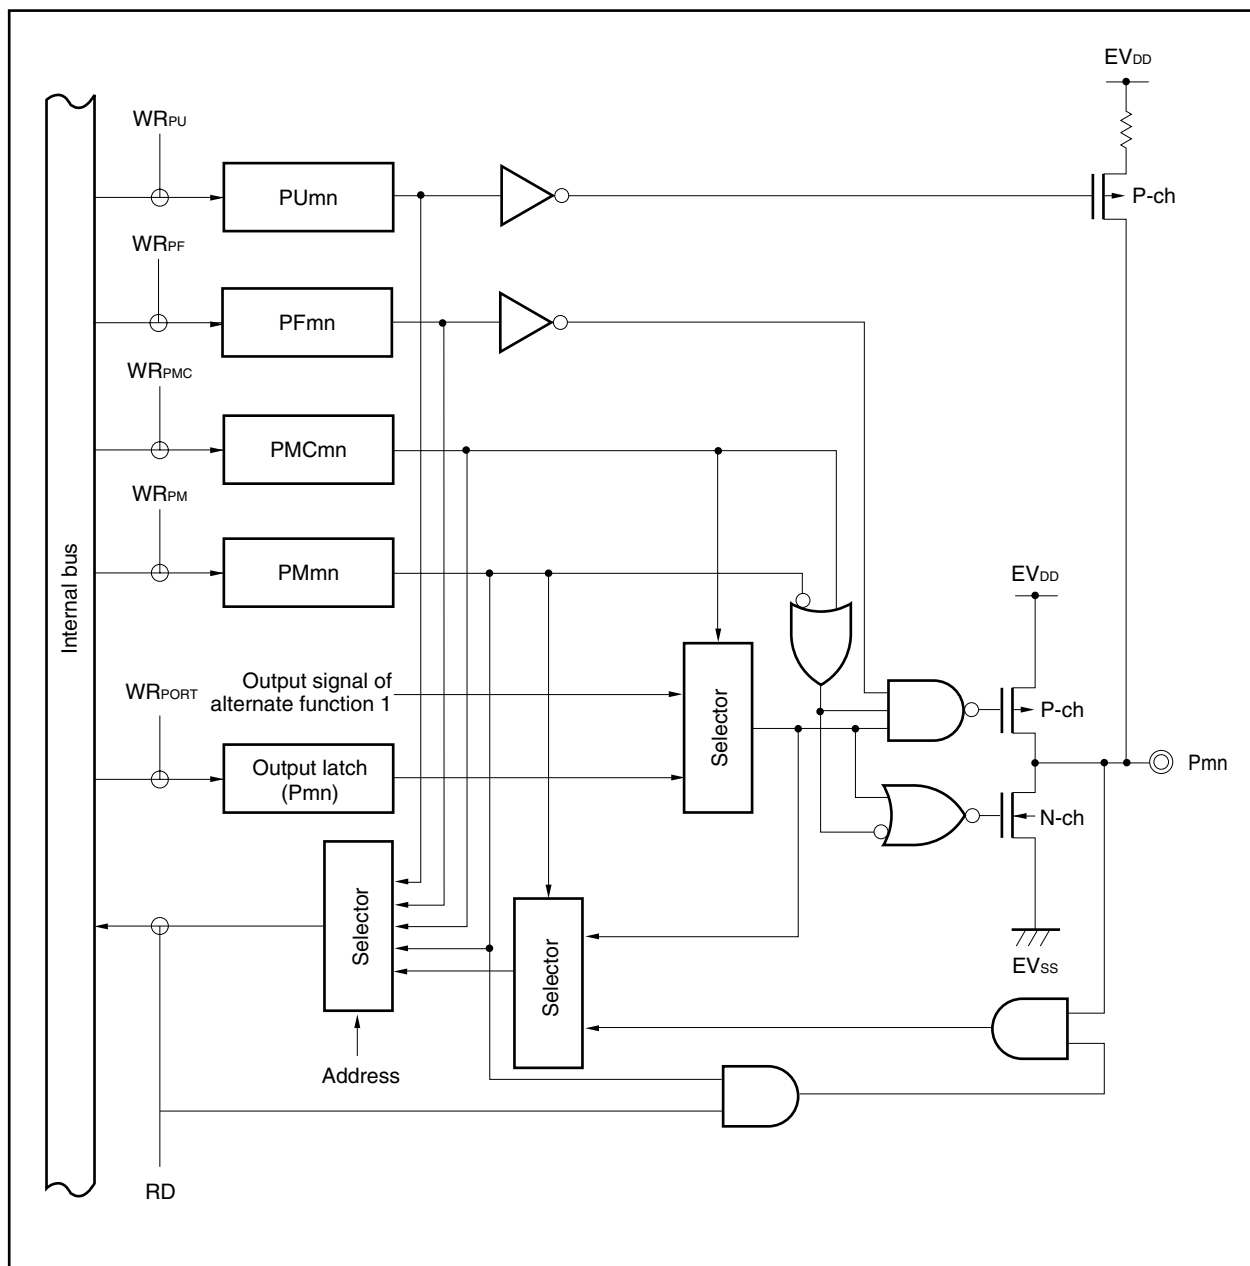 EVDD
WRPU
PUmn
P-ch
WRPF
PFmn
WRPMC
PMCmn
WRPM
PMmn
EVDD
Internal bus
Output signal of
alternate function 1
WRPORT
Selector
P-ch
Output latch
(Pmn)
Pmn
N-ch
Selector
Selector
EVSS
Address
RD